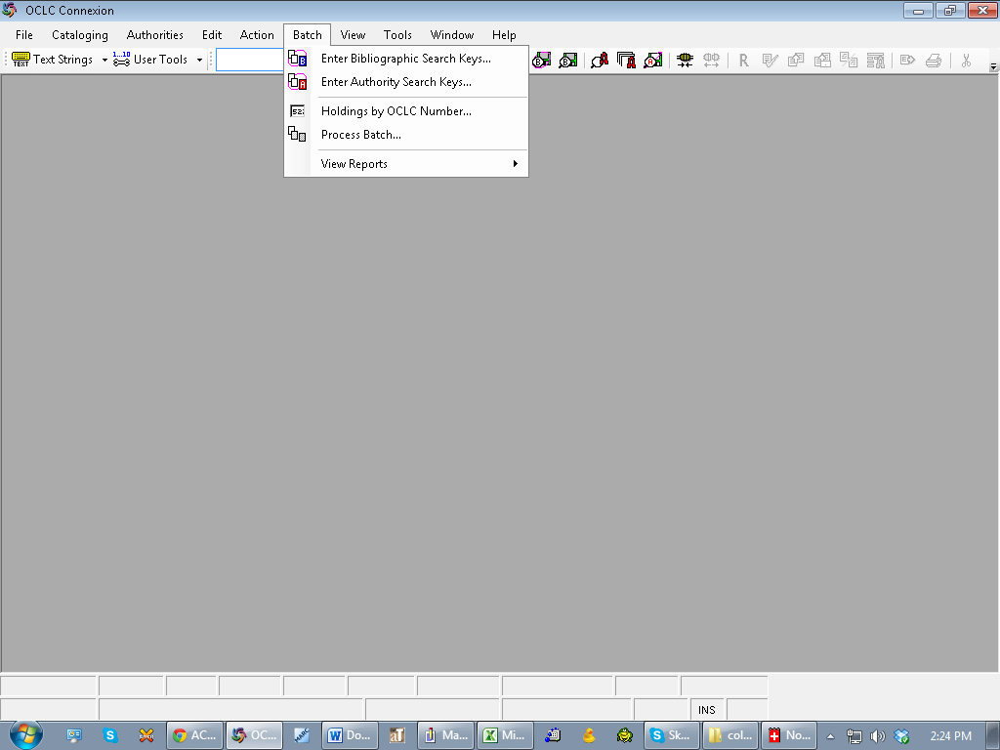 OCLC Connexion
File Cataloging Authorities Edit Action Batch View Tools Window Help
Text Strings User Tools R
Enter Bibliographic Search Keys...
Enter Authority Search Keys...
Holdings by OCLC Number...
Process Batch...
View Reports
INS
AC... OC... Do... aT Ma... Mi... Sk... col... No... 2:24 PM